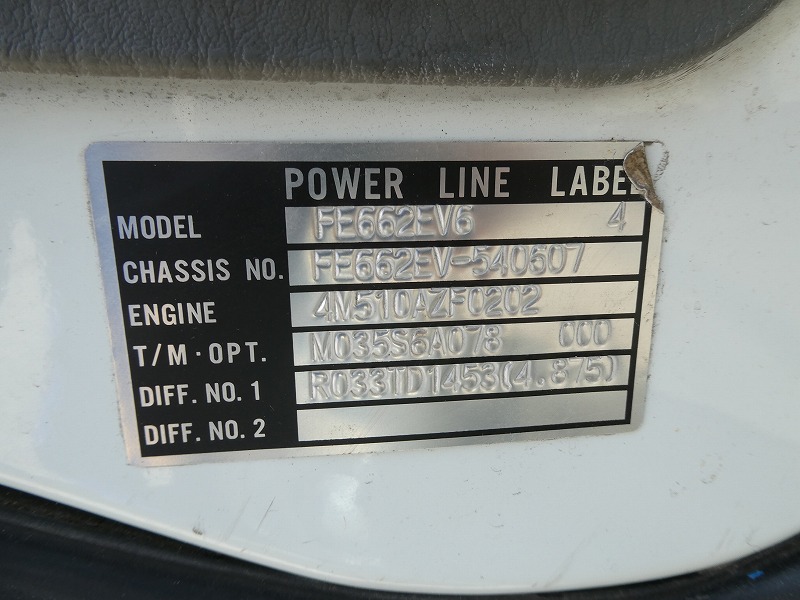 POWER LINE LABEL
MODEL FE662EV6 4
CHASSIS NO. FE662EV-540607
ENGINE 4M510AZF0202
T/M·OPT. M035S6A078 000
DIFF. NO. 1 R033TD1453(4.875)
DIFF. NO. 2